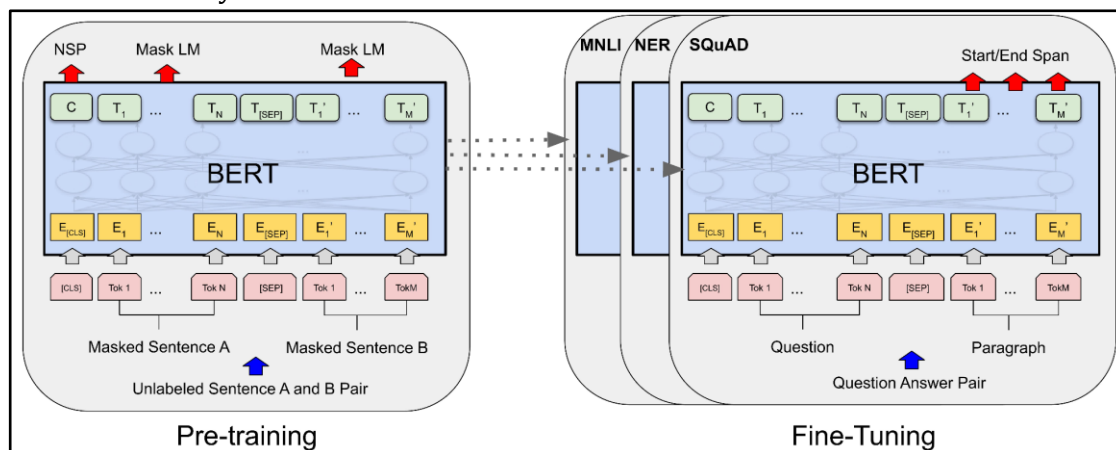 NSP Mask LM Mask LM
C T1 ... TN T[SEP] T1' ... TM'
BERT
E[CLS] E1 ... EN E[SEP] E1' ... EM'
[CLS] Tok 1 ... Tok N [SEP] Tok 1 ... TokM
Masked Sentence A Masked Sentence B
Unlabeled Sentence A and B Pair
Pre-training
MNLI NER SQuAD
Start/End Span
C T1 ... TN T[SEP] T1' ... TM'
BERT
E[CLS] E1 ... EN E[SEP] E1' ... EM'
[CLS] Tok 1 ... Tok N [SEP] Tok 1 ... TokM
Question Paragraph
Question Answer Pair
Fine-Tuning